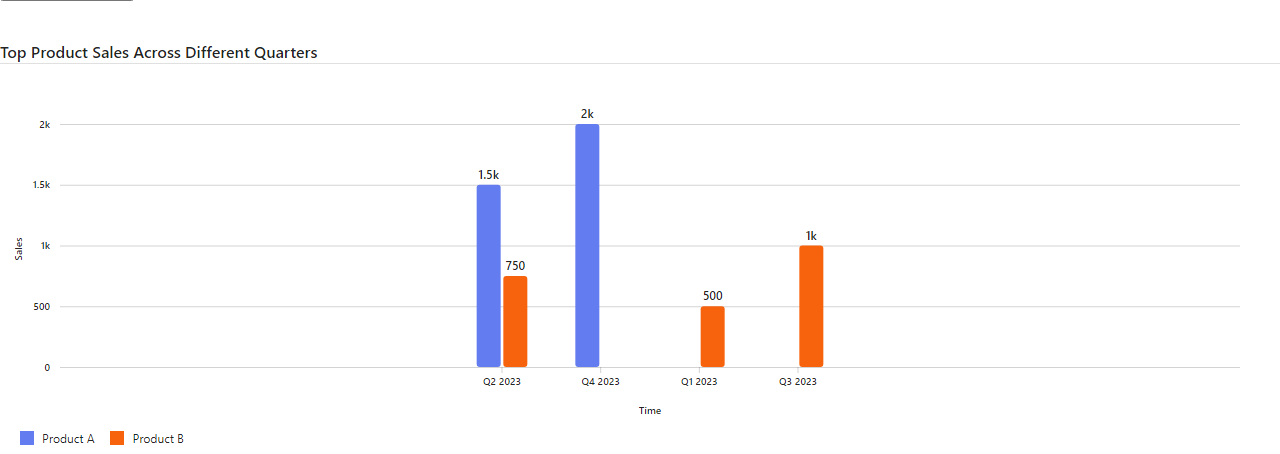 Top Product Sales Across Different Quarters
2k
2k
1.5k
1.5k
1k
1k
750
500
500
0
Sales
Q2 2023 Q4 2023 Q1 2023 Q3 2023
Time
Product A Product B